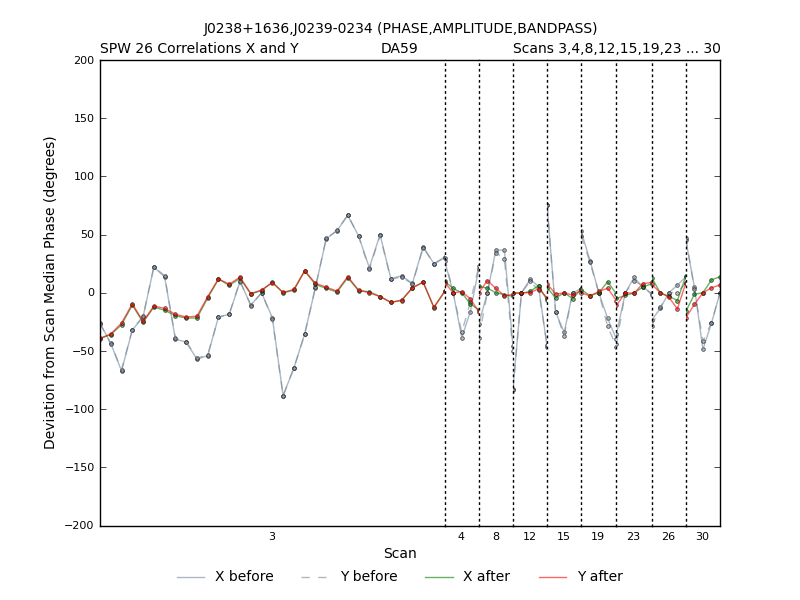 J0238+1636,J0239-0234 (PHASE,AMPLITUDE,BANDPASS)
SPW 26 Correlations X and Y DA59 Scans 3,4,8,12,15,19,23 ... 30
200
150
100
50
0
−50
−100
−150
−200
Deviation from Scan Median Phase (degrees)
3 4 8 12 15 19 23 26 30
Scan
X before Y before X after Y after